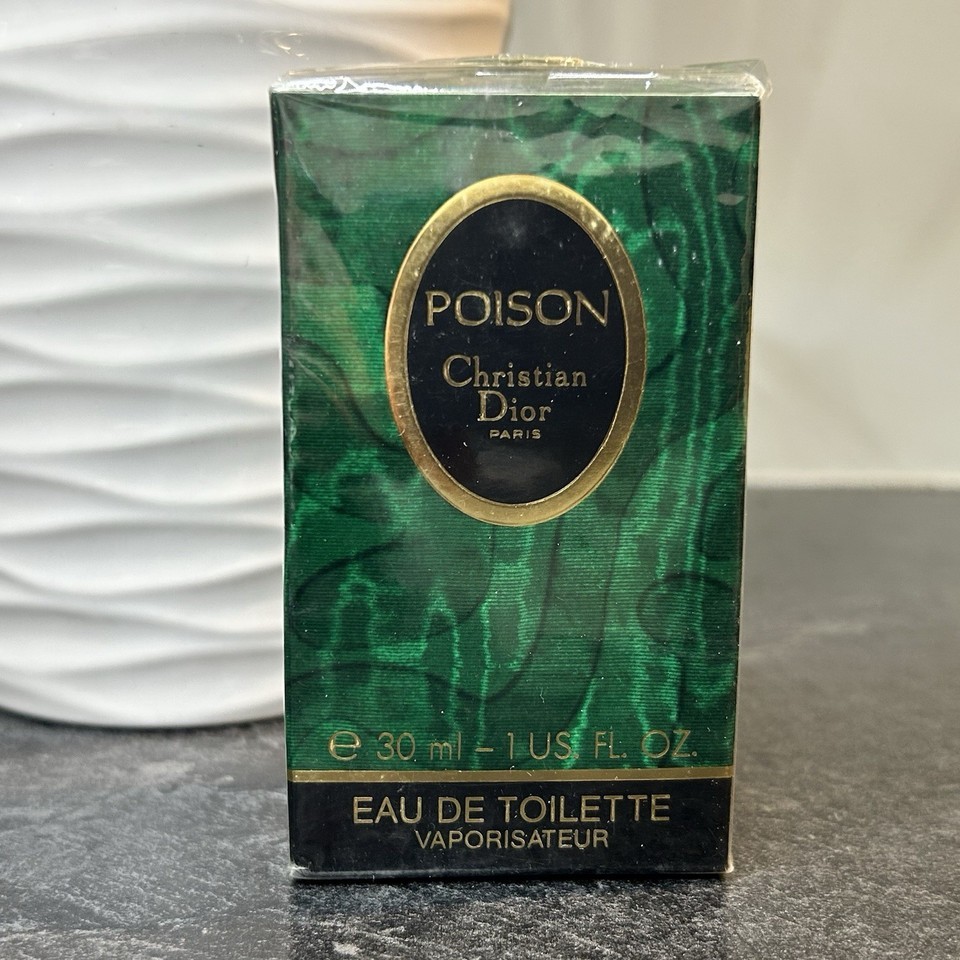 POISON
Christian
Dior
PARIS
℮ 30 ml – 1 US. FL. OZ.
EAU DE TOILETTE
VAPORISATEUR